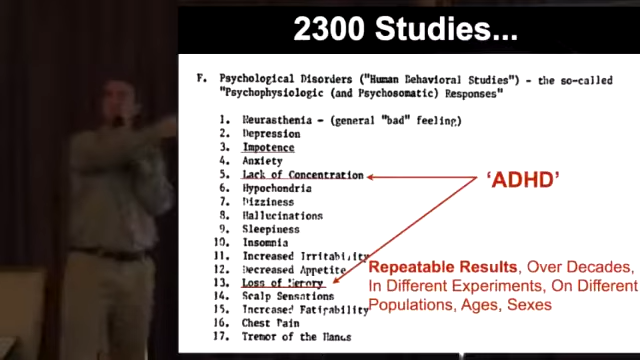 2300 Studies...
F. Psychological Disorders ("Human Behavioral Studies") - the so-called
"Psychophysiologic (and Psychosomatic) Responses"
1. Neurasthenia - (general "bad" feeling)
2. Depression
3. Impotence
4. Anxiety
5. Lack of Concentration
'ADHD'
6. Hypochondria
7. Dizziness
8. Hallucinations
9. Sleepiness
10. Insomnia
11. Increased Irritability
12. Decreased Appetite
13. Loss of Memory
14. Scalp Sensations
15. Increased Fatigability
16. Chest Pain
17. Tremor of the Hands
Repeatable Results, Over Decades,
In Different Experiments, On Different
Populations, Ages, Sexes